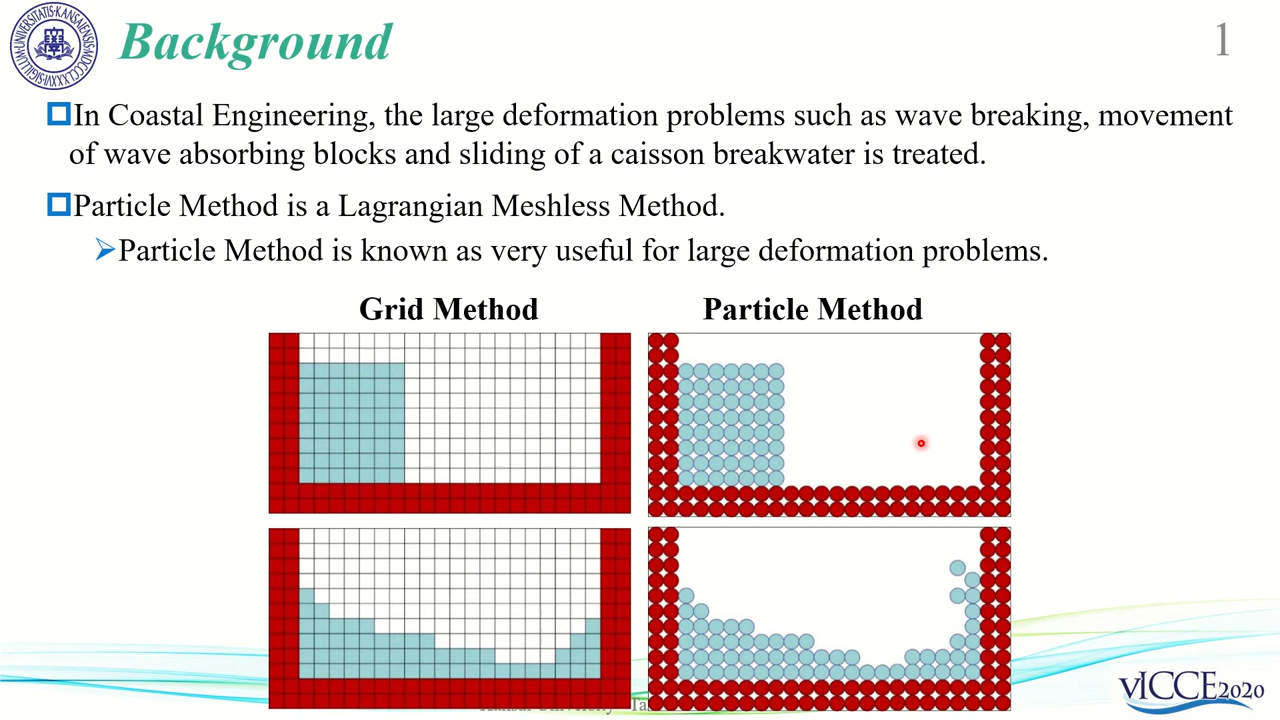 Background
1
In Coastal Engineering, the large deformation problems such as wave breaking, movement
of wave absorbing blocks and sliding of a caisson breakwater is treated.
Particle Method is a Lagrangian Meshless Method.
Particle Method is known as very useful for large deformation problems.
Grid Method
Particle Method
vICCE2020